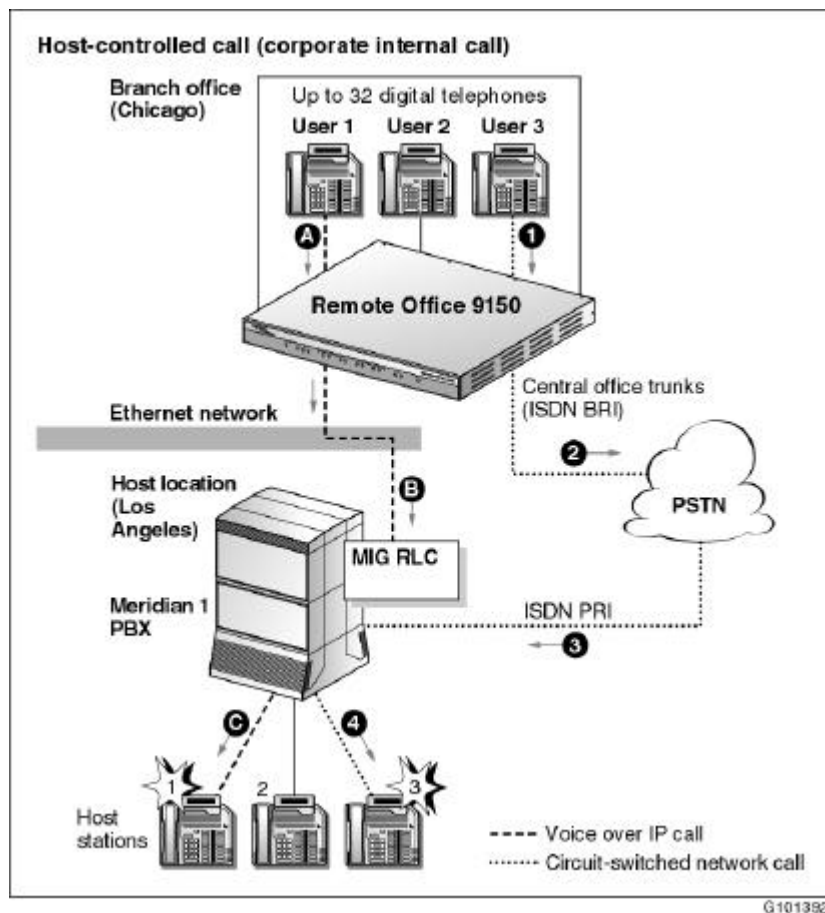 Host-controlled call (corporate internal call)
Branch office
(Chicago)
Up to 32 digital telephones
User 1
User 2
User 3
A
1
Remote Office 9150
Ethernet network
Central office trunks
(ISDN BRI)
2
PSTN
Host location
(Los
Angeles)
B
MIG RLC
Meridian 1
PBX
ISDN PRI
3
C
4
1
2
3
Host
stations
Voice over IP call
Circuit-switched network call
G101392